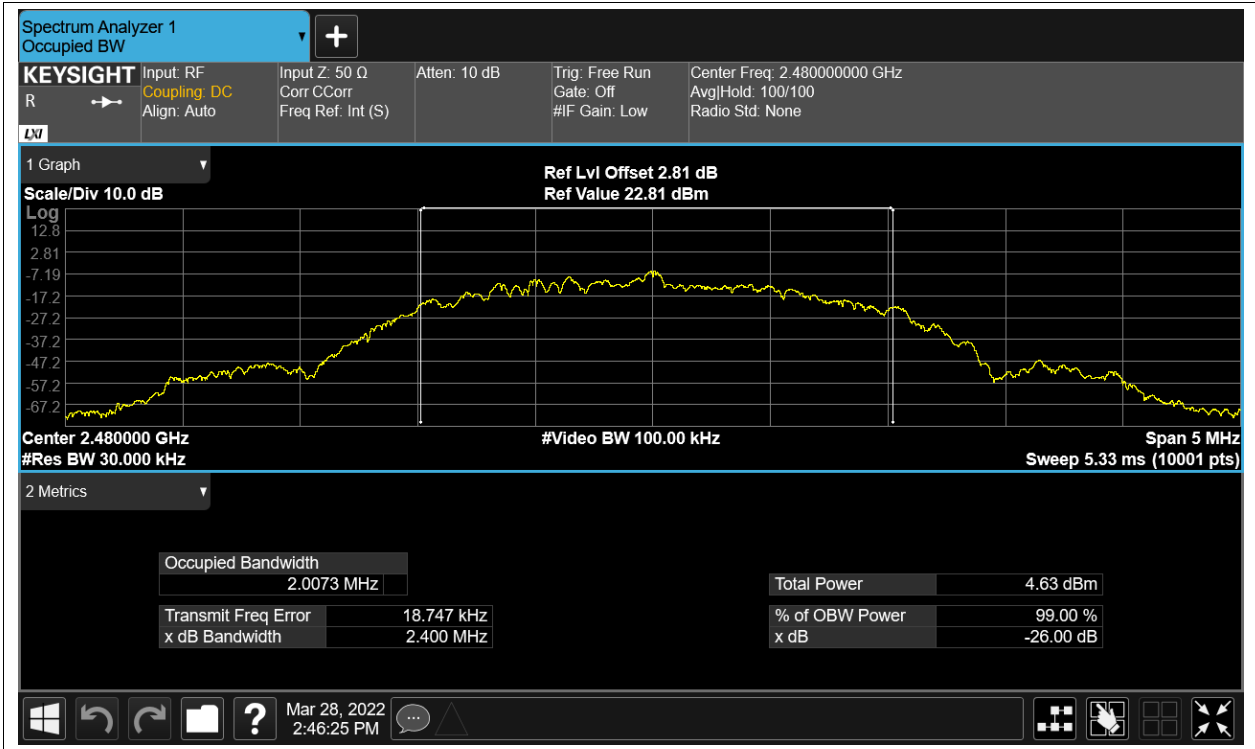 Spectrum Analyzer 1
Occupied BW
KEYSIGHT
R
LXI
Input: RF
Coupling: DC
Align: Auto
Input Z: 50 Ω
Corr CCorr
Freq Ref: Int (S)
Atten: 10 dB
Trig: Free Run
Gate: Off
#IF Gain: Low
Center Freq: 2.480000000 GHz
Avg|Hold: 100/100
Radio Std: None
1 Graph
Scale/Div 10.0 dB
Ref Lvl Offset 2.81 dB
Ref Value 22.81 dBm
Log
12.8
2.81
-7.19
-17.2
-27.2
-37.2
-47.2
-57.2
-67.2
Center 2.480000 GHz
#Video BW 100.00 kHz
Span 5 MHz
#Res BW 30.000 kHz
Sweep 5.33 ms (10001 pts)
2 Metrics
Occupied Bandwidth
2.0073 MHz
Total Power 4.63 dBm
Transmit Freq Error 18.747 kHz
% of OBW Power 99.00 %
x dB Bandwidth 2.400 MHz
x dB -26.00 dB
?
Mar 28, 2022
2:46:25 PM